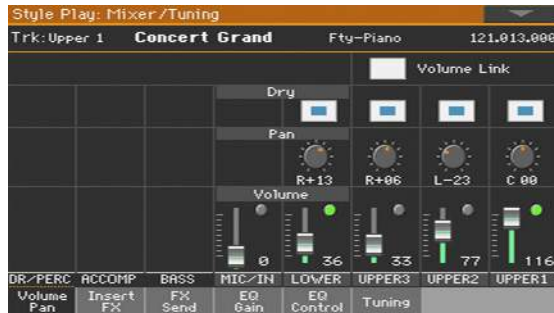 Style Play: Mixer/Tuning
Trk: Upper 1 Concert Grand Fty-Piano 121.013.000
Volume Link
Dry
Pan
R+13 R+06 L-23 C 00
Volume
0 36 33 77 116
DR/PERC ACCOMP BASS MIC/IN LOWER UPPER3 UPPER2 UPPER1
Volume Pan Insert FX FX Send EQ Gain EQ Control Tuning